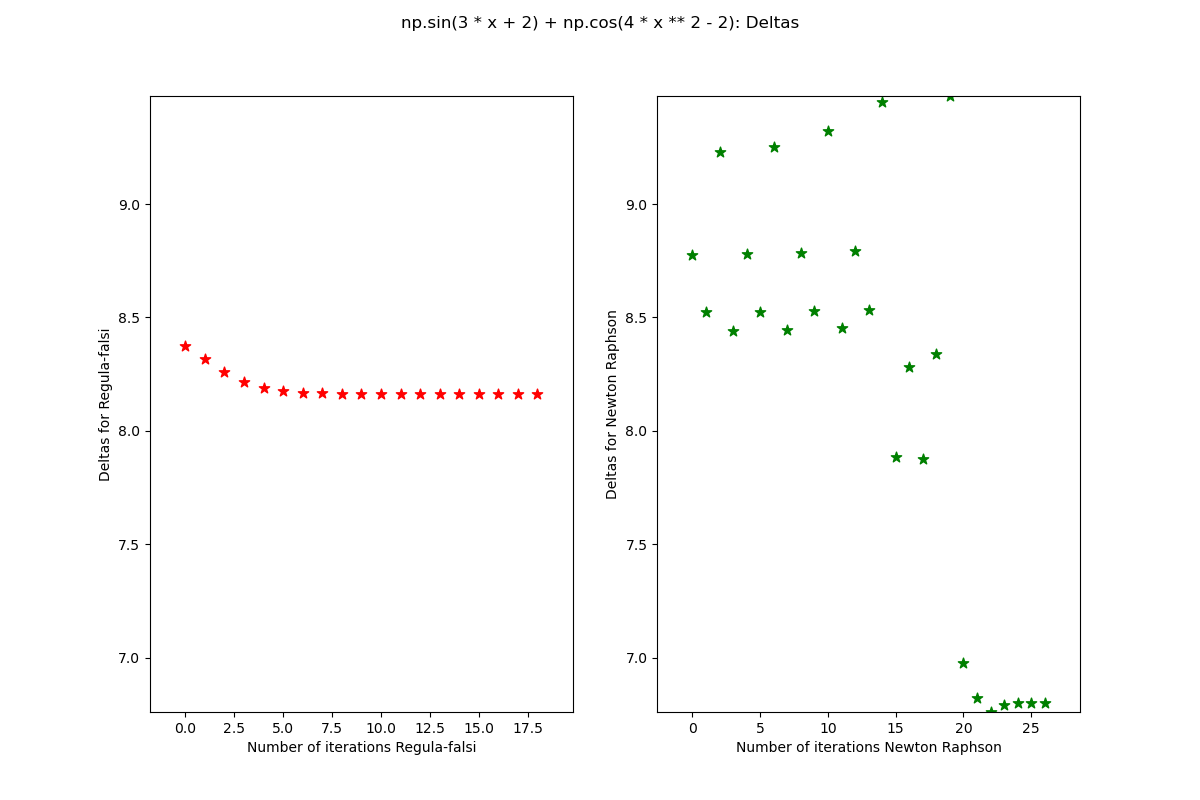 np.sin(3 * x + 2) + np.cos(4 * x ** 2 - 2): Deltas
Deltas for Regula-falsi
9.0
8.5
8.0
7.5
7.0
0.0 2.5 5.0 7.5 10.0 12.5 15.0 17.5
Number of iterations Regula-falsi
Deltas for Newton Raphson
9.0
8.5
8.0
7.5
7.0
0 5 10 15 20 25
Number of iterations Newton Raphson